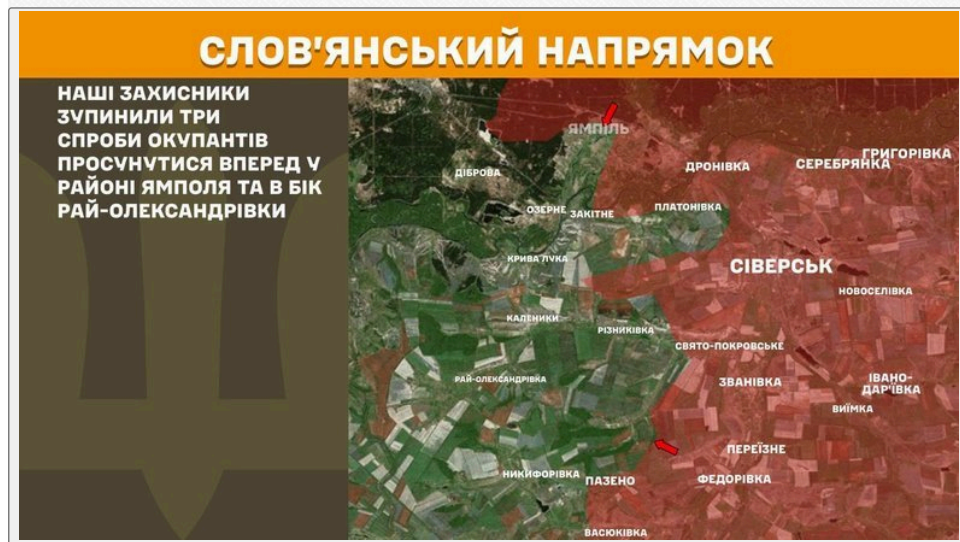 СЛОВ'ЯНСЬКИЙ НАПРЯМОК
НАШІ ЗАХИСНИКИ
ЗУПИНИЛИ ТРИ
СПРОБИ ОКУПАНТІВ
ПРОСУНУТИСЯ ВПЕРЕД У
РАЙОНІ ЯМПОЛЯ ТА В БІК
РАЙ-ОЛЕКСАНДРІВКИ
ЯМПІЛЬ
ДІБРОВА
ДРОНІВКА
СЕРЕБРЯНКА
ГРИГОРІВКА
ОЗЕРНЕ
ЗАКІТНЕ
ПЛАТОНІВКА
КРИВА ЛУКА
СІВЕРСЬК
НОВОСЕЛІВКА
КАЛЕНИКИ
РІЗНИКІВКА
СВЯТО-ПОКРОВСЬКЕ
РАЙ-ОЛЕКСАНДРІВКА
ЗВАНІВКА
ІВАНО-
ДАР'ЇВКА
ВИЇМКА
ПЕРЕЇЗНЕ
НИКИФОРІВКА
ПАЗЕНО
ФЕДОРІВКА
ВАСЮКІВКА